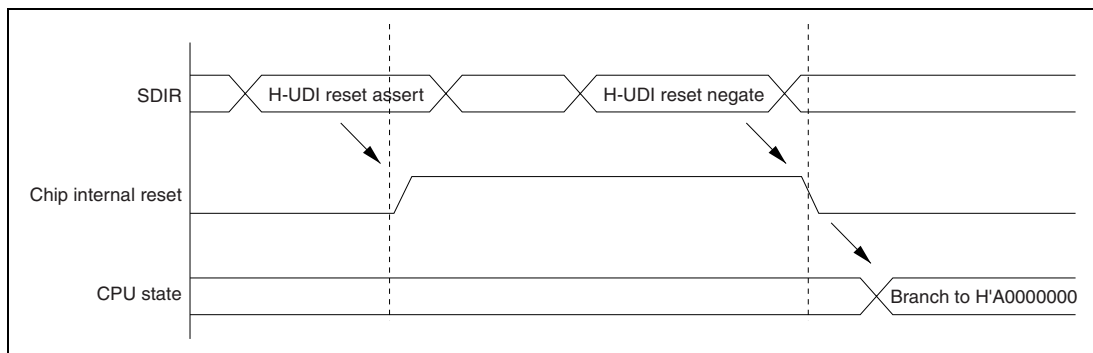 SDIR
H-UDI reset assert
H-UDI reset negate
Chip internal reset
CPU state
Branch to H'A0000000